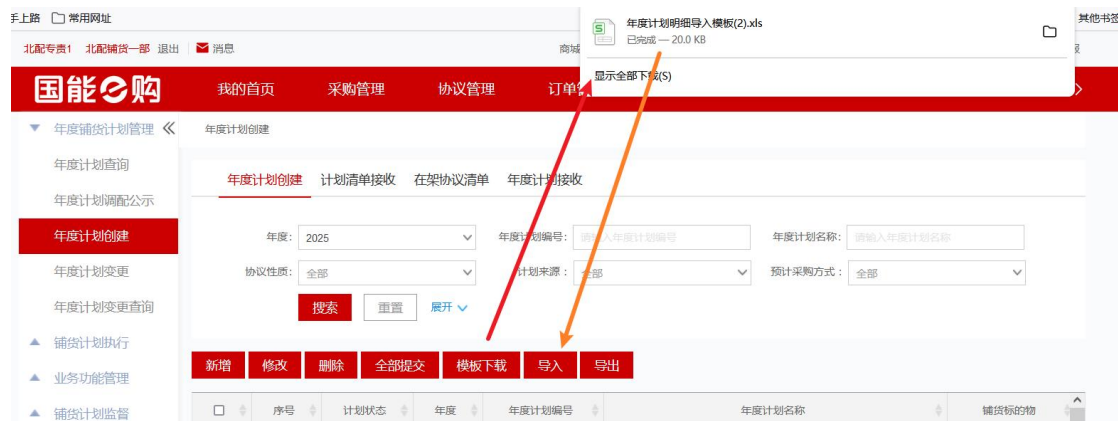 手上路 常用网址
其他书签
年度计划明细导入模板(2).xls
已完成 — 20.0 KB
显示全部下载(S)
北配专责1 北配铺货一部 退出 消息 商城
国能e购 我的首页 采购管理 协议管理 订单
年度铺货计划管理
年度计划查询
年度计划调配公示
年度计划创建
年度计划变更
年度计划变更查询
铺货计划执行
业务功能管理
铺货计划监督
年度计划创建
年度计划创建 计划清单接收 在架协议清单 年度计划接收
年度: 2025 年度计划编号: 请输入年度计划编号 年度计划名称: 请输入年度计划名称
协议性质: 全部 计划来源: 全部 预计采购方式: 全部
搜索 重置 展开
新增 修改 删除 全部提交 模板下载 导入 导出
序号 计划状态 年度 年度计划编号 年度计划名称 铺货标的物